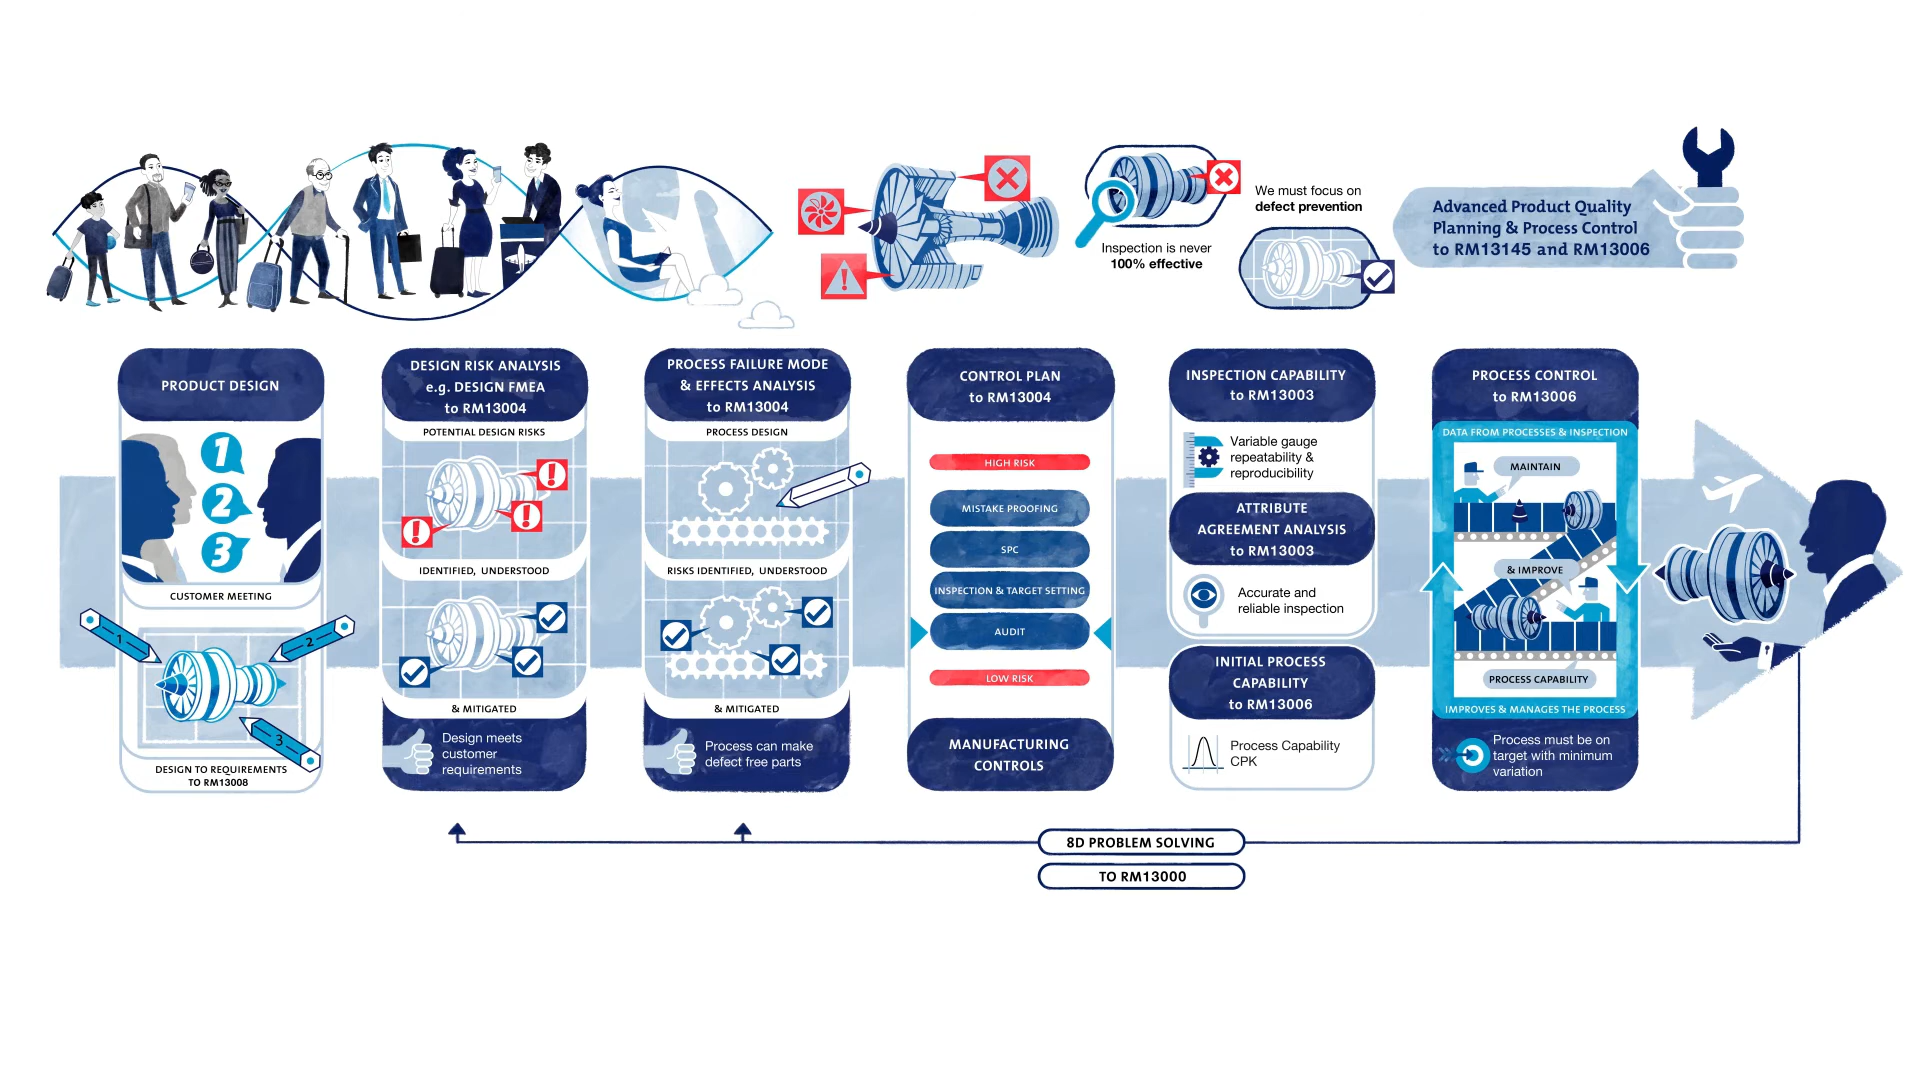 Inspection is never
100% effective
We must focus on
defect prevention
Advanced Product Quality
Planning & Process Control
to RM13145 and RM13006
PRODUCT DESIGN
1
2
3
CUSTOMER MEETING
1
2
3
DESIGN TO REQUIREMENTS
TO RM13008
DESIGN RISK ANALYSIS
e.g. DESIGN FMEA
to RM13004
POTENTIAL DESIGN RISKS
!
!
!
IDENTIFIED, UNDERSTOOD
& MITIGATED
Design meets
customer
requirements
PROCESS FAILURE MODE
& EFFECTS ANALYSIS
to RM13004
PROCESS DESIGN
RISKS IDENTIFIED, UNDERSTOOD
& MITIGATED
Process can make
defect free parts
CONTROL PLAN
to RM13004
HIGH RISK
MISTAKE PROOFING
SPC
INSPECTION & TARGET SETTING
AUDIT
LOW RISK
MANUFACTURING
CONTROLS
INSPECTION CAPABILITY
to RM13003
Variable gauge
repeatability &
reproducibility
ATTRIBUTE
AGREEMENT ANALYSIS
to RM13003
Accurate and
reliable inspection
INITIAL PROCESS
CAPABILITY
to RM13006
Process Capability
CPK
PROCESS CONTROL
to RM13006
DATA FROM PROCESSES & INSPECTION
MAINTAIN
& IMPROVE
PROCESS CAPABILITY
IMPROVES & MANAGES THE PROCESS
Process must be on
target with minimum
variation
8D PROBLEM SOLVING
TO RM13000